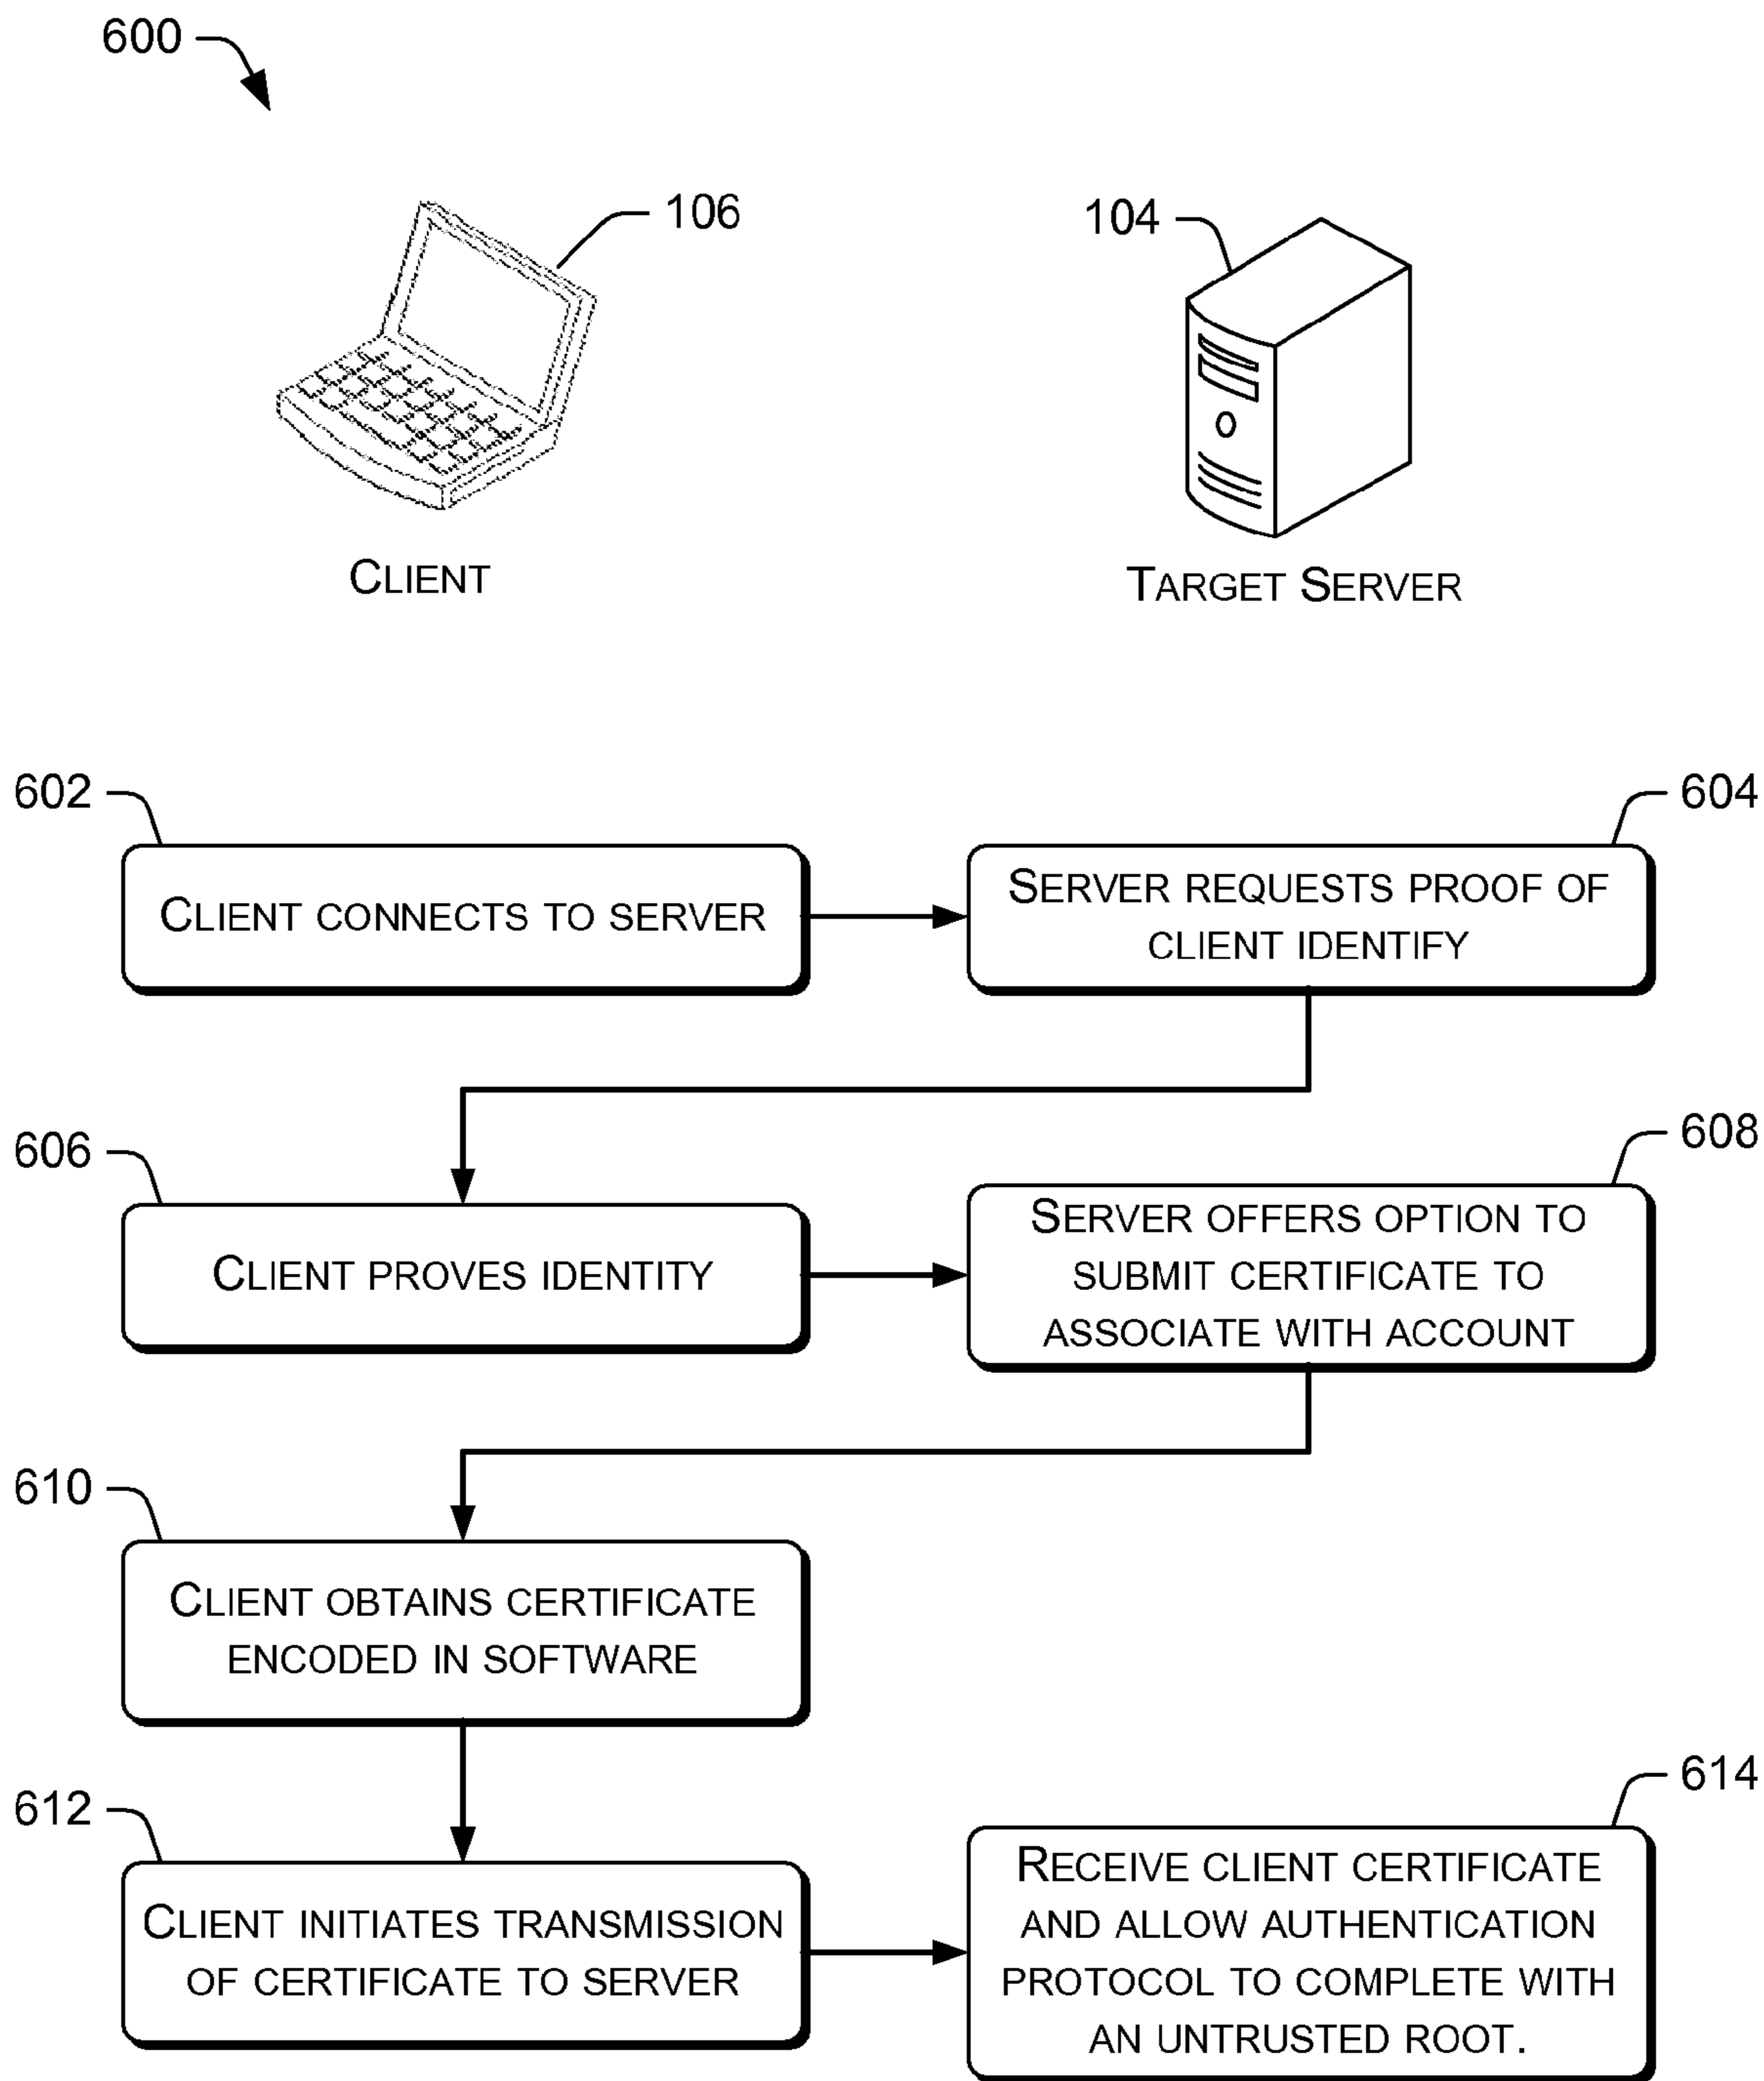 600
106
104
CLIENT
TARGET SERVER
602
604
CLIENT CONNECTS TO SERVER
SERVER REQUESTS PROOF OF
CLIENT IDENTIFY
606
608
CLIENT PROVES IDENTITY
SERVER OFFERS OPTION TO
SUBMIT CERTIFICATE TO
ASSOCIATE WITH ACCOUNT
610
CLIENT OBTAINS CERTIFICATE
ENCODED IN SOFTWARE
612
614
CLIENT INITIATES TRANSMISSION
OF CERTIFICATE TO SERVER
RECEIVE CLIENT CERTIFICATE
AND ALLOW AUTHENTICATION
PROTOCOL TO COMPLETE WITH
AN UNTRUSTED ROOT.